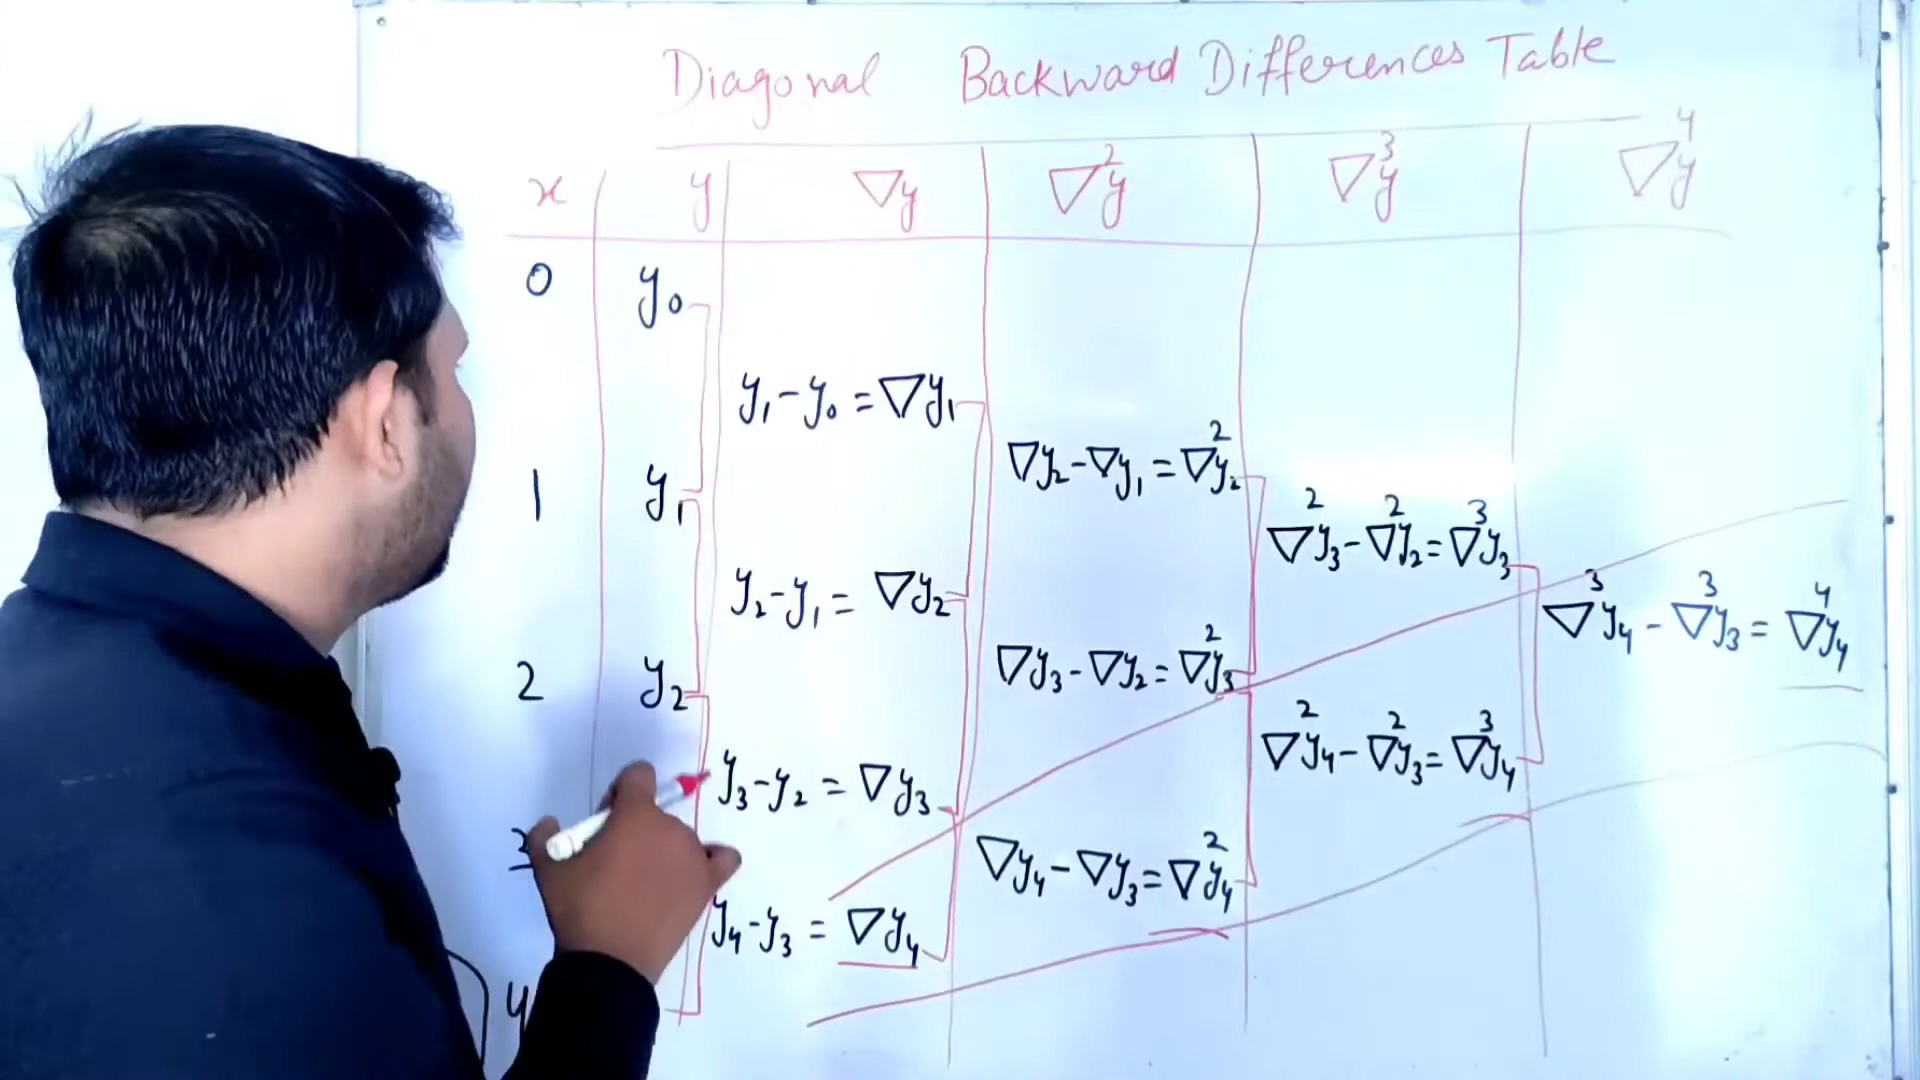 Diagonal Backward Differences Table
x y ∇y ∇²y ∇³y ∇⁴y
0 y₀
y₁-y₀ = ∇y₁
∇y₂-∇y₁ = ∇²y₂
1 y₁
∇²y₃-∇²y₂ = ∇³y₃
y₂-y₁ = ∇y₂
∇³y₄ - ∇³y₃ = ∇⁴y₄
∇y₃-∇y₂ = ∇²y₃
2 y₂
∇²y₄-∇²y₃ = ∇³y₄
y₃-y₂ = ∇y₃
∇y₄-∇y₃ = ∇²y₄
y₄-y₃ = ∇y₄
4